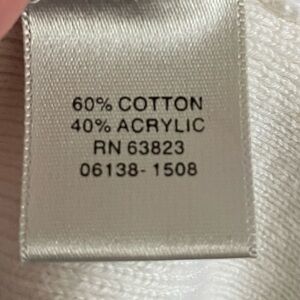 60% COTTON
40% ACRYLIC
RN 63823
06138-1508